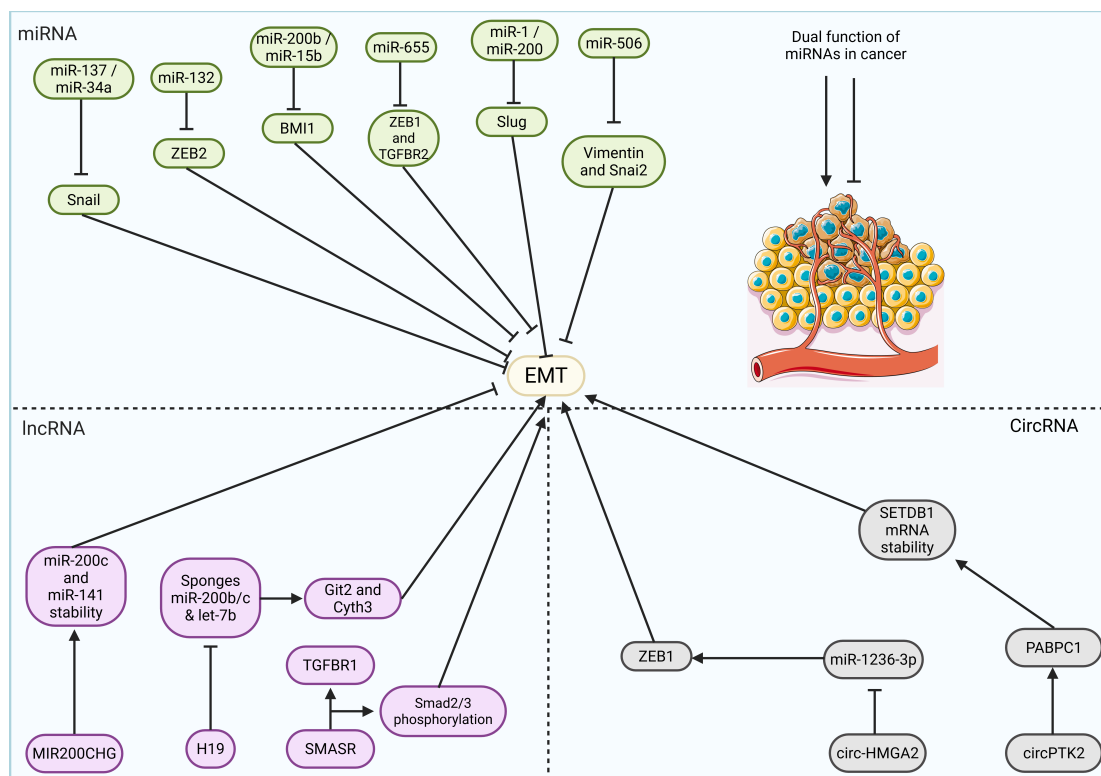 miRNA
miR-137 /
miR-34a
miR-132
miR-200b /
miR-15b
miR-655
miR-1 /
miR-200
miR-506
Dual function of
miRNAs in cancer
Snail
ZEB2
BMI1
ZEB1
and
TGFBR2
Slug
Vimentin
and Snai2
EMT
lncRNA
miR-200c
and
miR-141
stability
Sponges
miR-200b/c
& let-7b
Git2 and
Cyth3
TGFBR1
Smad2/3
phosphorylation
MIR200CHG
H19
SMASR
CircRNA
SETDB1
mRNA
stability
ZEB1
miR-1236-3p
PABPC1
circ-HMGA2
circPTK2